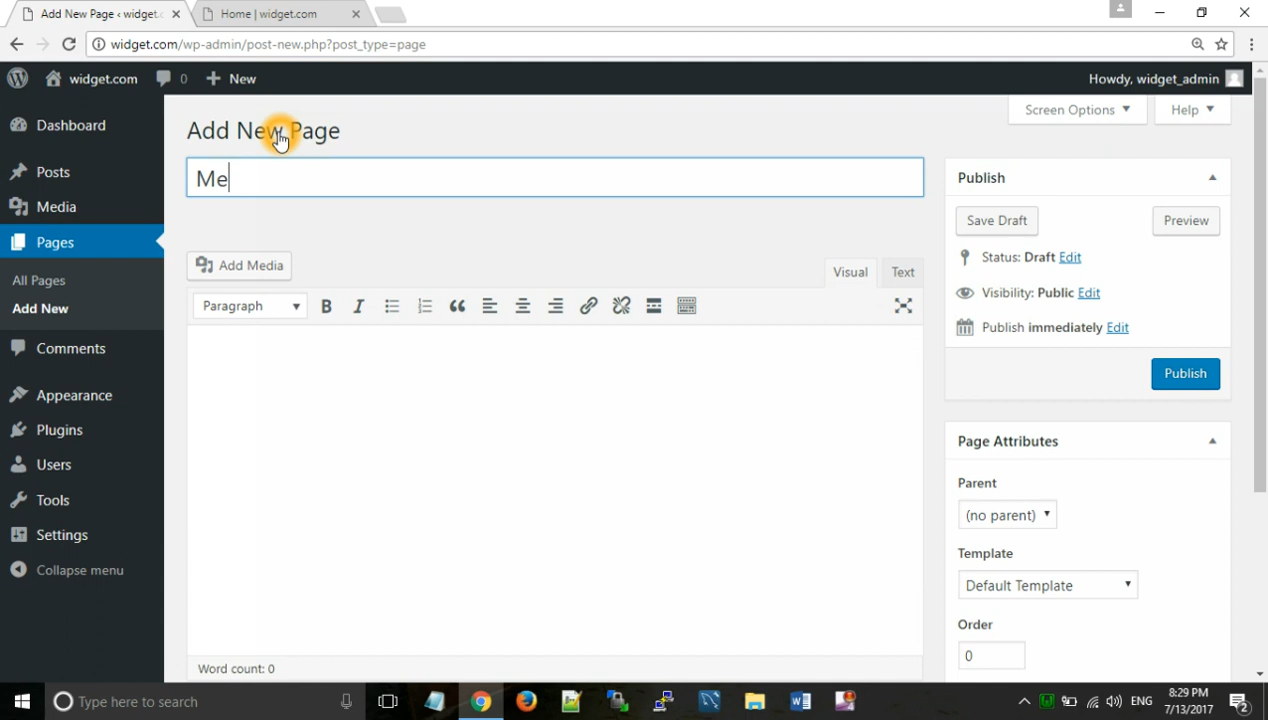 Add New Page ‹ widget.c
Home | widget.com
widget.com/wp-admin/post-new.php?post_type=page
widget.com 0 New
Howdy, widget_admin
Screen Options
Help
Dashboard
Posts
Media
Pages
All Pages
Add New
Comments
Appearance
Plugins
Users
Tools
Settings
Collapse menu
Add New Page
Me
Add Media
Visual Text
Paragraph
Word count: 0
Publish
Save Draft Preview
Status: Draft Edit
Visibility: Public Edit
Publish immediately Edit
Publish
Page Attributes
Parent
(no parent)
Template
Default Template
Order
0
Type here to search
ENG
8:29 PM
7/13/2017
2